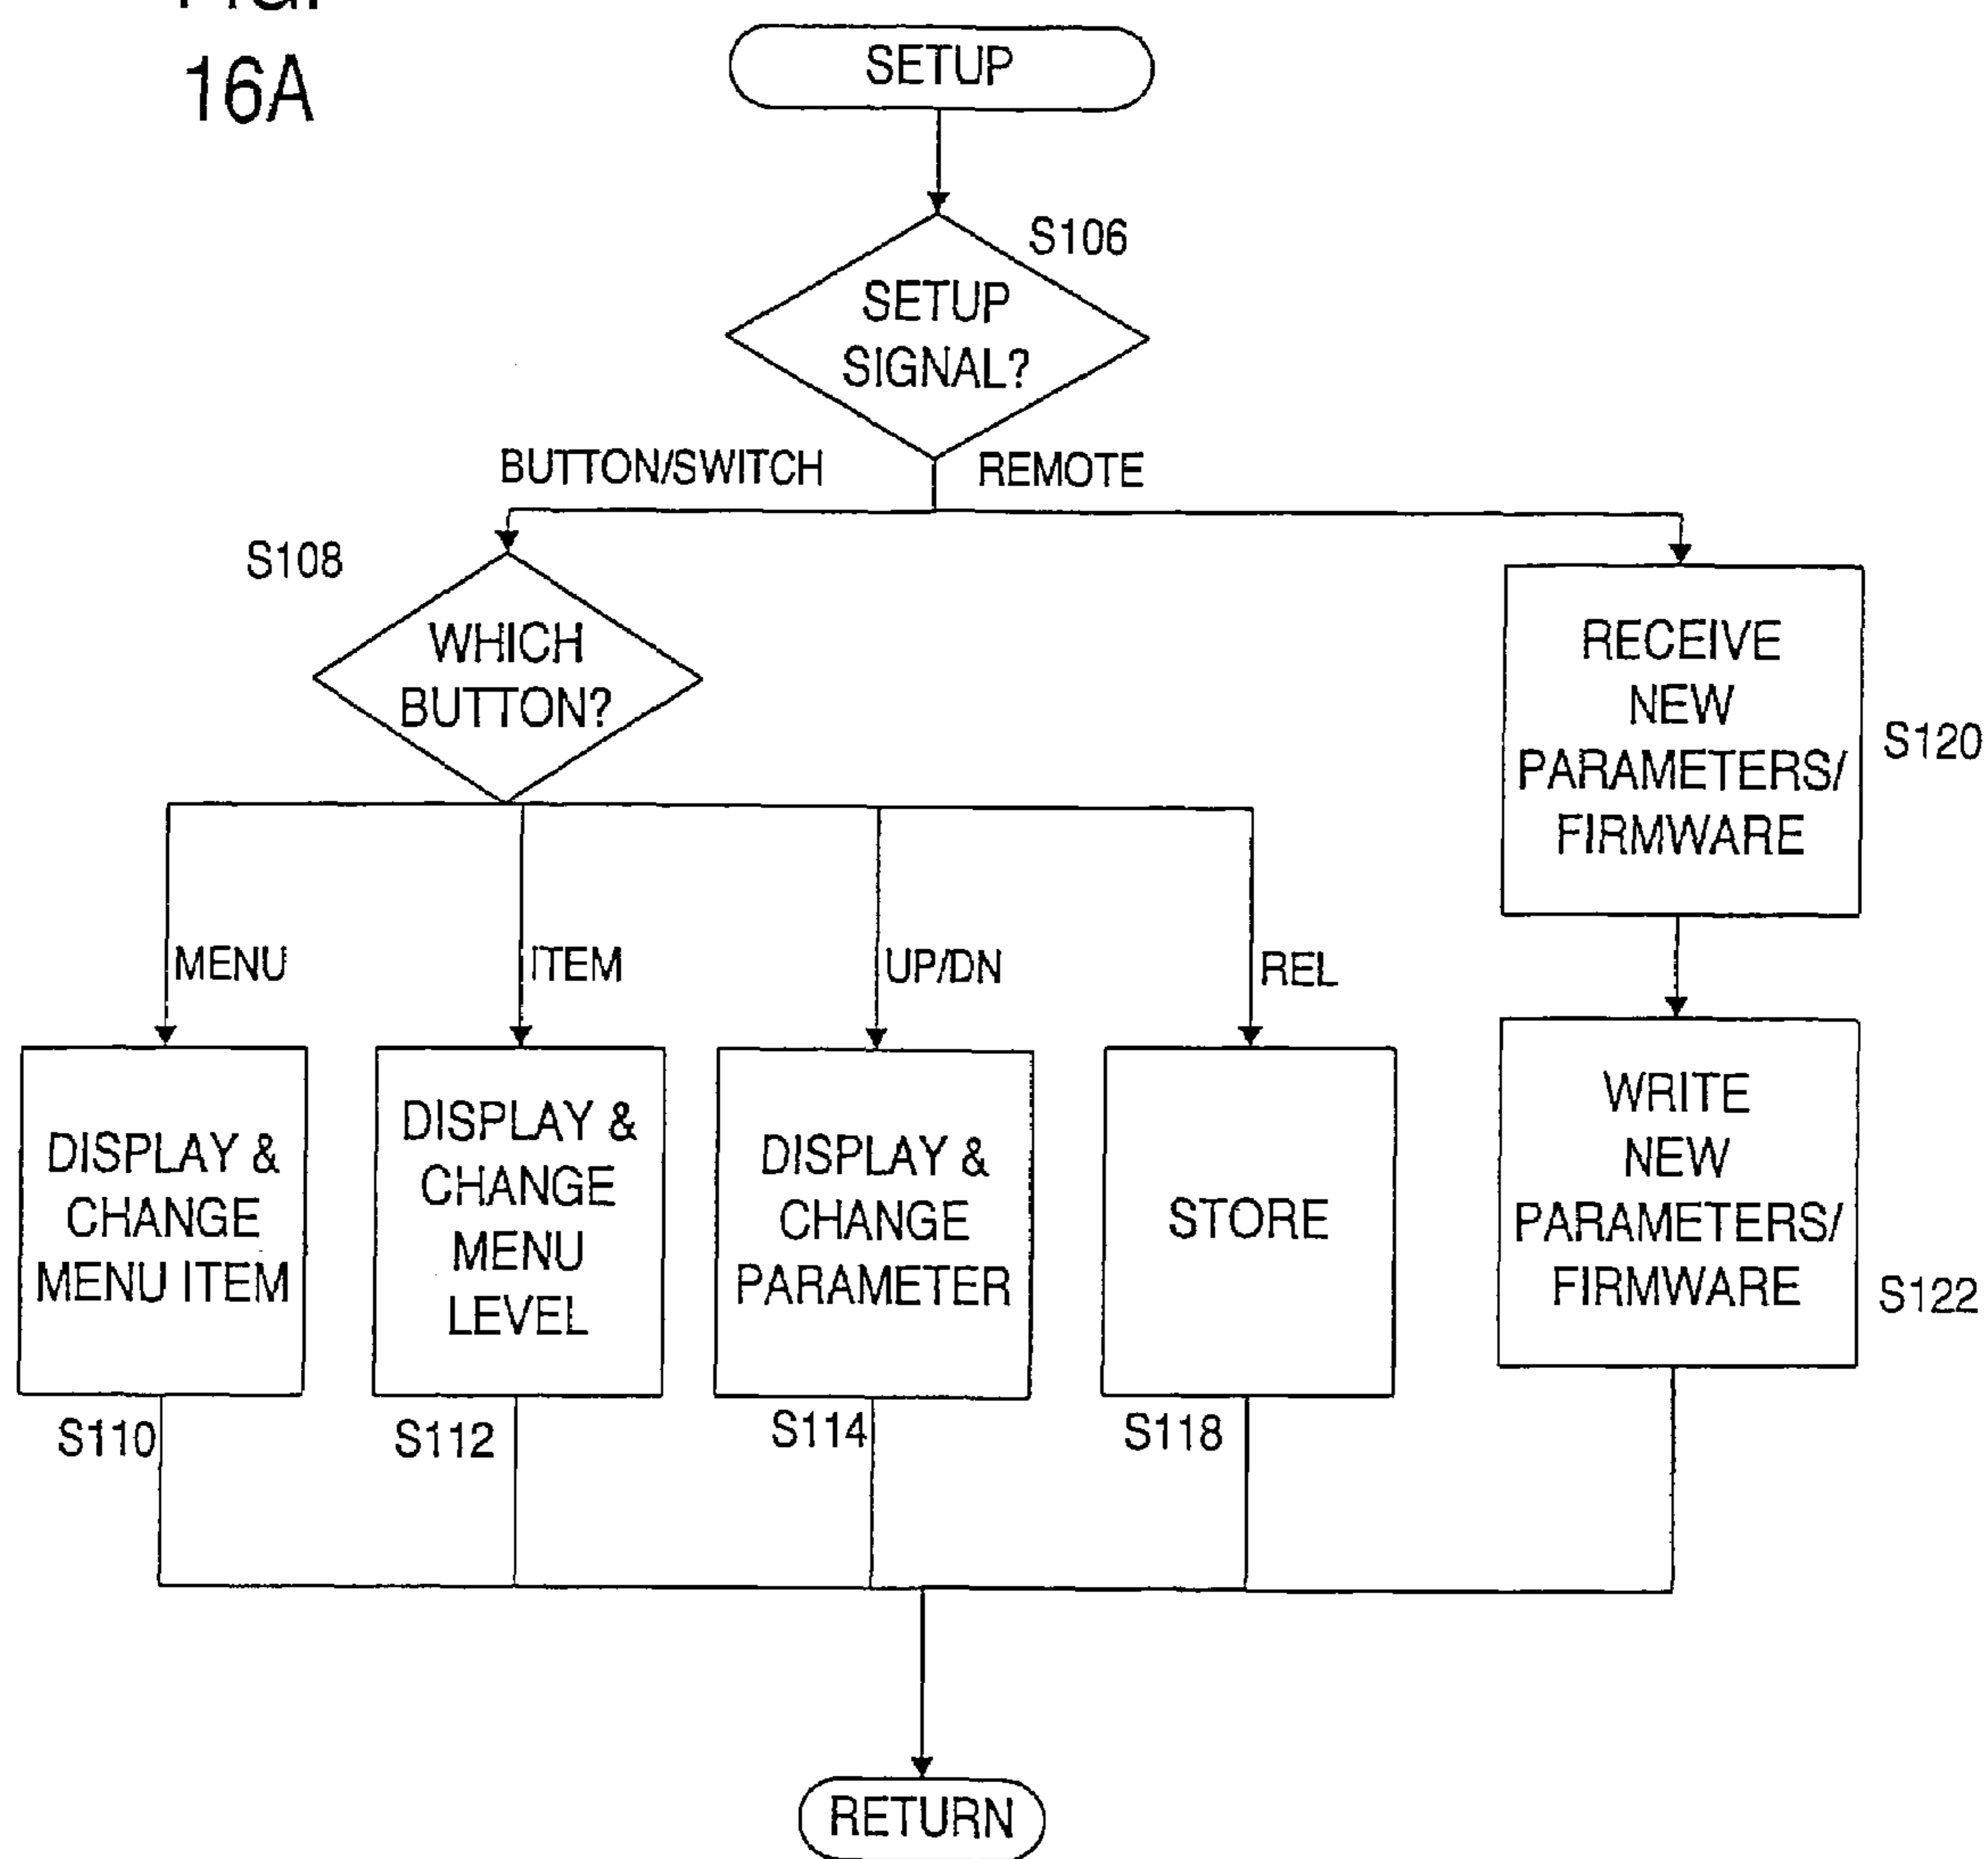 FIG.
16A
SETUP
S106
SETUP
SIGNAL?
BUTTON/SWITCH
REMOTE
S108
WHICH
BUTTON?
RECEIVE
NEW
PARAMETERS/
FIRMWARE
S120
MENU
ITEM
UP/DN
REL
DISPLAY &
CHANGE
MENU ITEM
DISPLAY &
CHANGE
MENU
LEVEL
DISPLAY &
CHANGE
PARAMETER
STORE
WRITE
NEW
PARAMETERS/
FIRMWARE
S122
S110
S112
S114
S118
RETURN